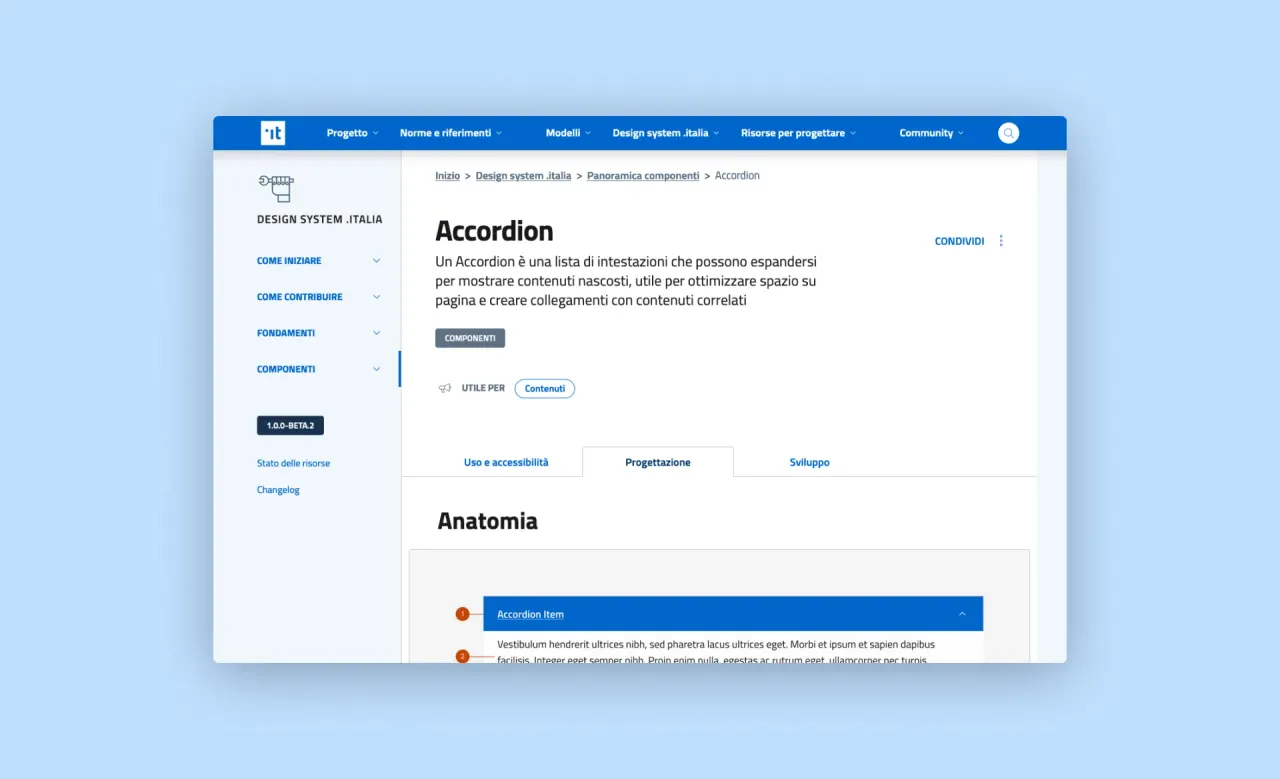 .it Progetto Norme e riferimenti Modelli Design system .italia Risorse per progettare Community
DESIGN SYSTEM .ITALIA
COME INIZIARE
COME CONTRIBUIRE
FONDAMENTI
COMPONENTI
1.0.0-BETA.2
Stato delle risorse
Changelog
Inizio > Design system .italia > Panoramica componenti > Accordion
Accordion
CONDIVIDI
Un Accordion è una lista di intestazioni che possono espandersi
per mostrare contenuti nascosti, utile per ottimizzare spazio su
pagina e creare collegamenti con contenuti correlati
COMPONENTI
UTILE PER Contenuti
Uso e accessibilità Progettazione Sviluppo
Anatomia
1 Accordion Item
Vestibulum hendrerit ultrices nibh, sed pharetra lacus ultrices eget. Morbi et ipsum et sapien dapibus
2 facilisis. Integer eget semper nibh. Proin enim nulla, egestas ac rutrum eget, ullamcorper nec turpis.